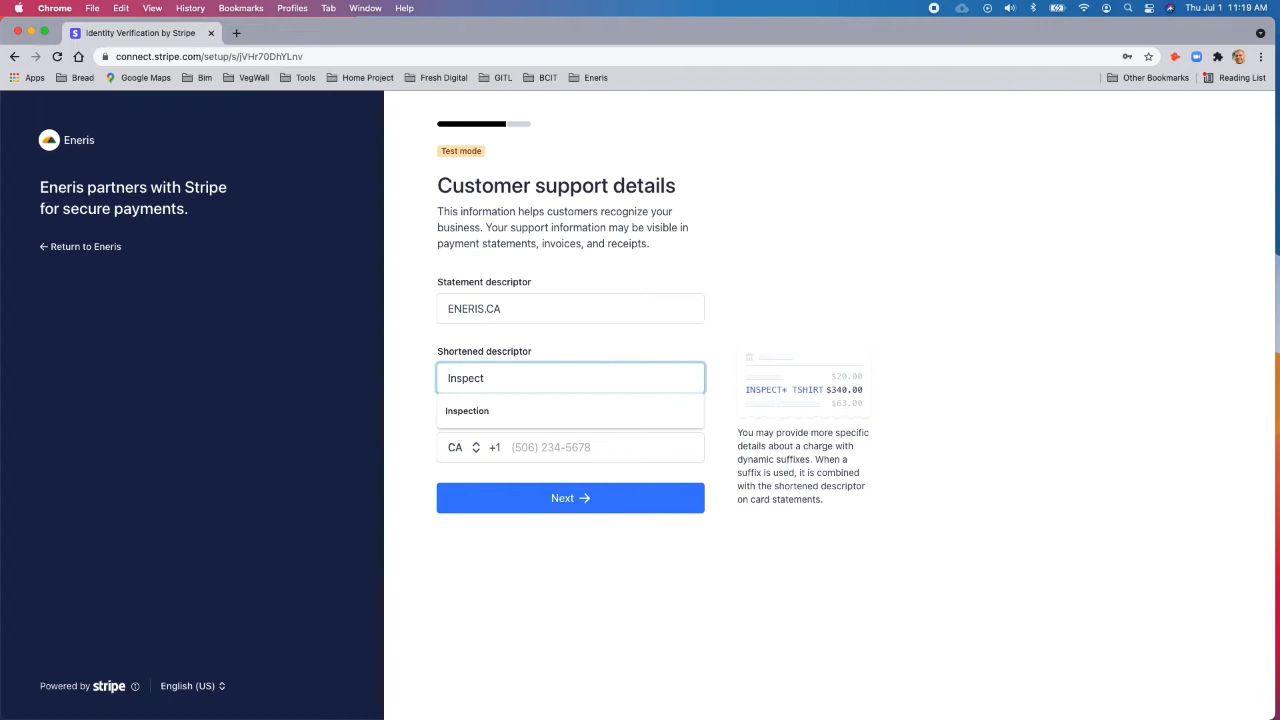 Chrome File Edit View History Bookmarks Profiles Tab Window Help Thu Jul 1 11:19 AM
Identity Verification by Stripe
connect.stripe.com/setup/s/jVHr70DhYLnv
Apps Bread Google Maps Bim VegWall Tools Home Project Fresh Digital GITL BCIT Eneris Other Bookmarks Reading List
Eneris
Eneris partners with Stripe
for secure payments.
← Return to Eneris
Powered by stripe English (US)
Test mode
Customer support details
This information helps customers recognize your
business. Your support information may be visible in
payment statements, invoices, and receipts.
Statement descriptor
ENERIS.CA
Shortened descriptor
Inspect
Inspection
CA +1 (506) 234-5678
Next →
$20.00
INSPECT+ TSHIRT $340.00
$63.00
You may provide more specific
details about a charge with
dynamic suffixes. When a
suffix is used, it is combined
with the shortened descriptor
on card statements.